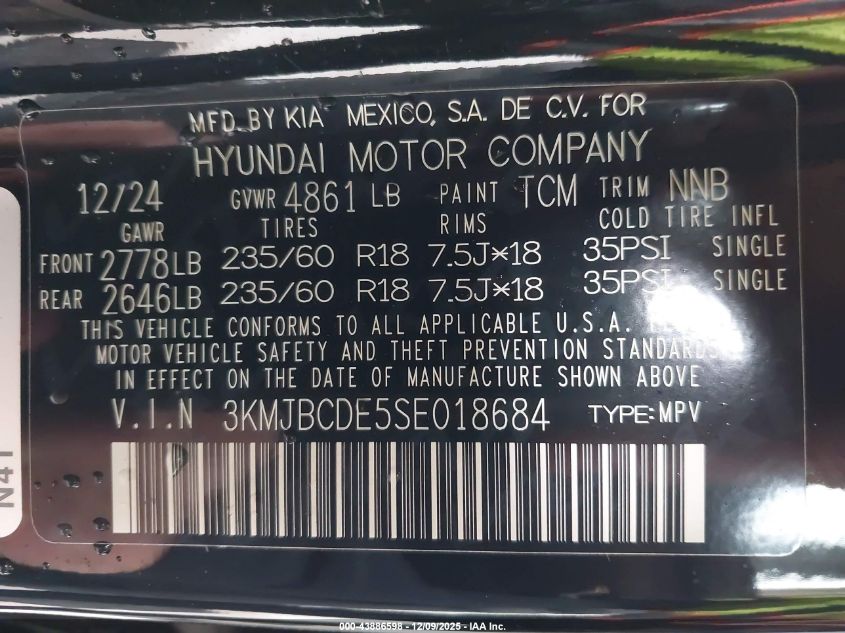 MFD. BY KIA MEXICO, S.A. DE C.V. FOR
HYUNDAI MOTOR COMPANY
12/24 GVWR 4861 LB PAINT TCM TRIM NNB
GAWR TIRES RIMS COLD TIRE INFL
FRONT 2778LB 235/60 R18 7.5J*18 35PSI SINGLE
REAR 2646LB 235/60 R18 7.5J*18 35PSI SINGLE
THIS VEHICLE CONFORMS TO ALL APPLICABLE U.S.A.
MOTOR VEHICLE SAFETY AND THEFT PREVENTION STANDARDS
IN EFFECT ON THE DATE OF MANUFACTURE SHOWN ABOVE
V.I.N 3KMJBCDE5SE018684 TYPE:MPV
N41
000-43886598 - 12/09/2025 - IAA Inc.